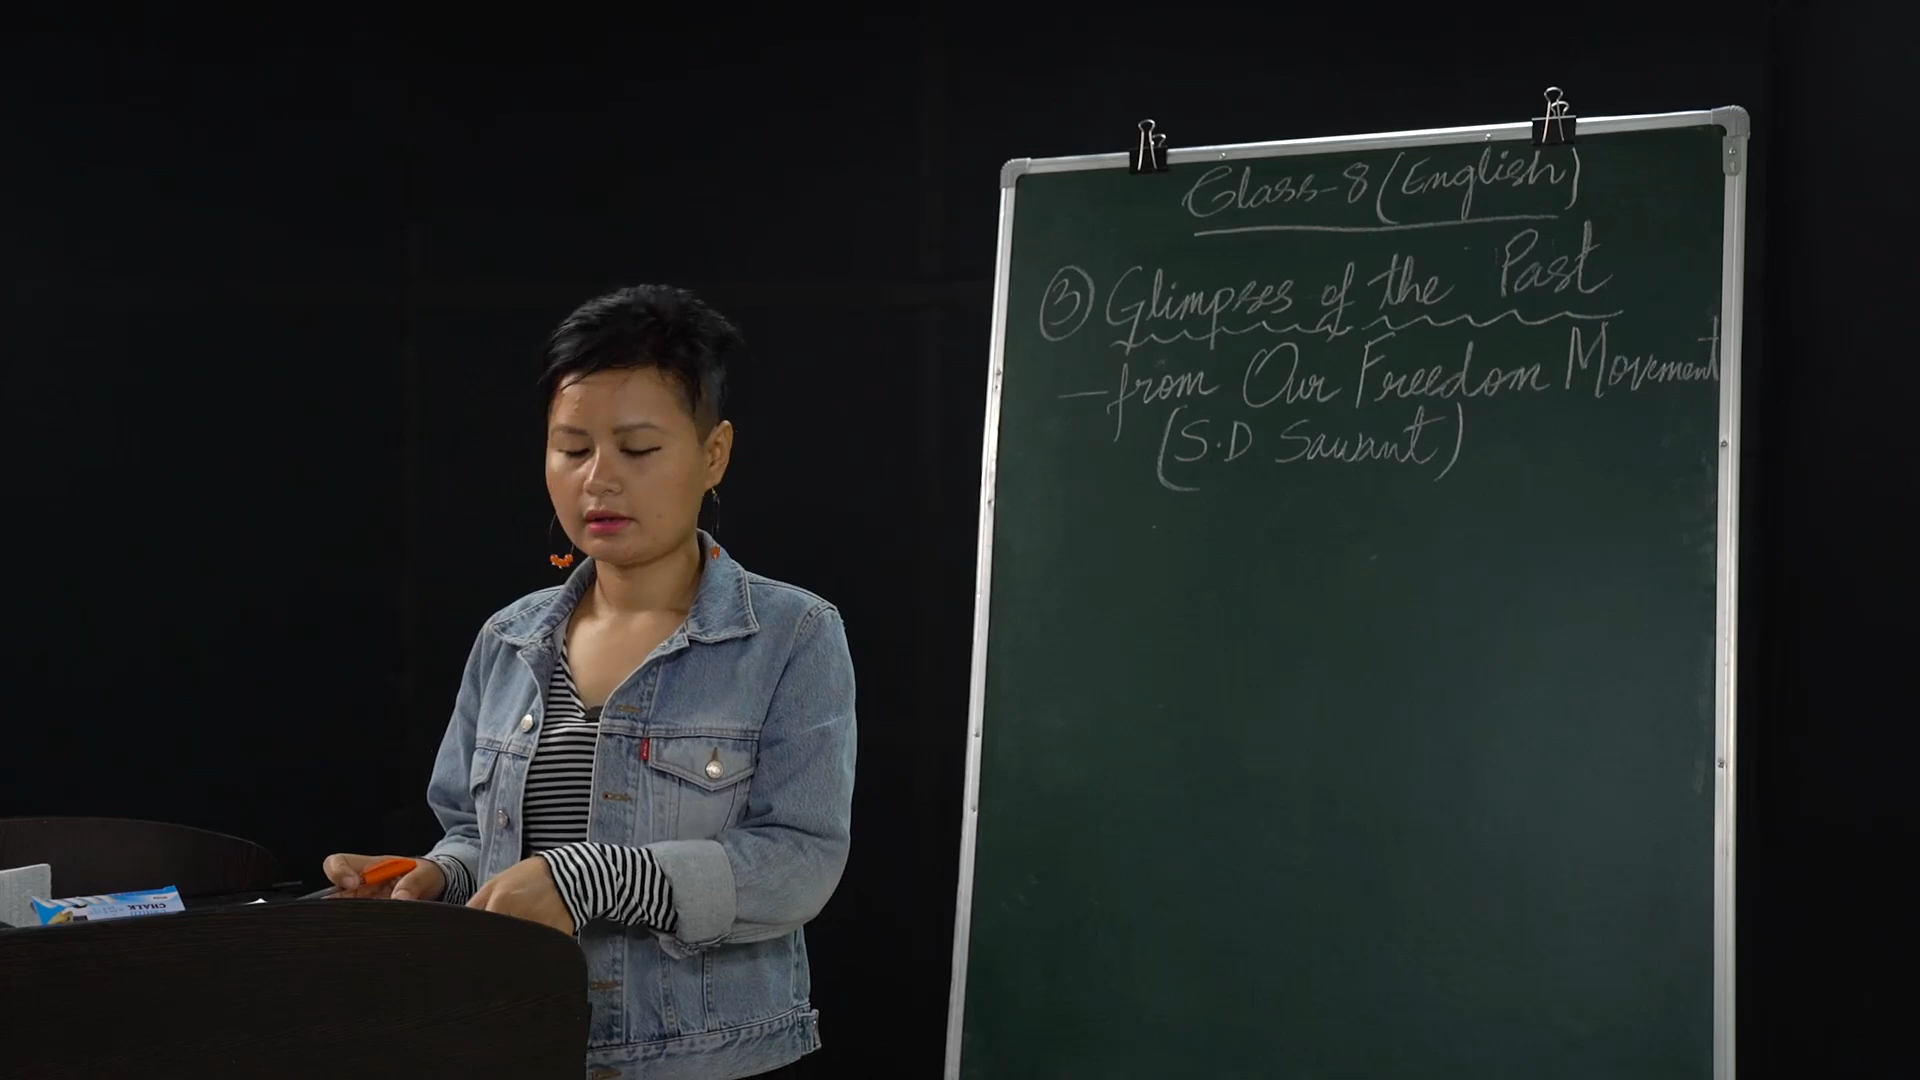 Class-8 (English)
③ Glimpses of the Past
– from Our Freedom Movement
(S.D Sawant)
CHALK